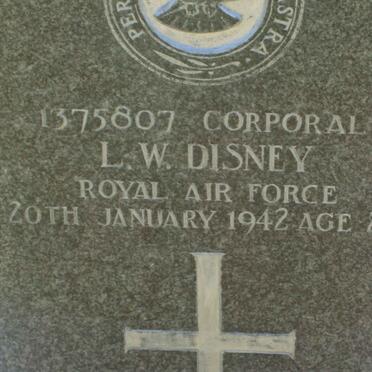 PER STRA
1375807 CORPORAL
L. W. DISNEY
ROYAL AIR FORCE
20TH JANUARY 1942 AGE